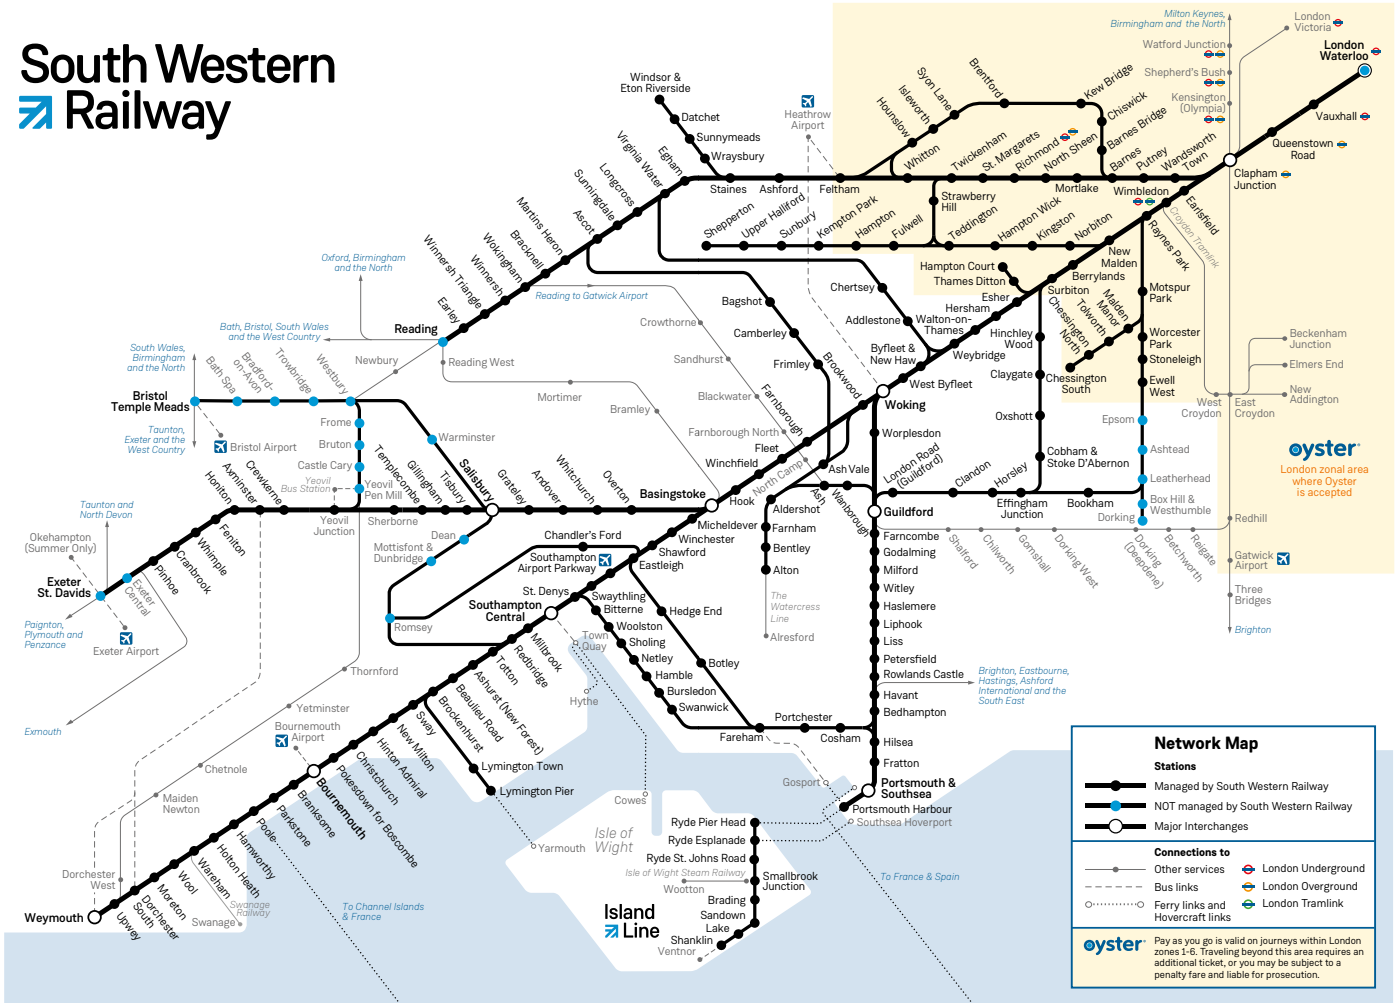 South Western
Railway
Milton Keynes,
Birmingham and the North
London
Victoria
Watford Junction
London
Waterloo
Shepherd's Bush
Kensington
(Olympia)
Vauxhall
Queenstown
Road
Clapham
Junction
Windsor &
Eton Riverside
Datchet
Sunnymeads
Wraysbury
Heathrow
Airport
Hounslow
Isleworth
Syon Lane
Brentford
Kew Bridge
Chiswick
Barnes Bridge
Whitton
Twickenham
St. Margarets
Richmond
North Sheen
Mortlake
Barnes
Putney
Wandsworth
Town
Staines
Ashford
Feltham
Strawberry
Hill
Wimbledon
Earlsfield
Croydon Tramlink
Raynes Park
Shepperton
Upper Halliford
Sunbury
Kempton Park
Hampton
Fulwell
Teddington
Hampton Wick
Kingston
Norbiton
New
Malden
Berrylands
Hampton Court
Thames Ditton
Surbiton
Esher
Hersham
Walton-on-
Thames
Weybridge
Chertsey
Addlestone
Byfleet &
New Haw
West Byfleet
Woking
Motspur
Park
Malden
Manor
Tolworth
Chessington
North
Chessington
South
Worcester
Park
Stoneleigh
Ewell
West
Epsom
Ashtead
Leatherhead
Box Hill &
Westhumble
Dorking
Hinchley
Wood
Claygate
Oxshott
Cobham &
Stoke D'Abernon
Bookham
Effingham
Junction
Horsley
Clandon
London Road
(Guildford)
Beckenham
Junction
Elmers End
New
Addington
West
Croydon
East
Croydon
oyster
London zonal area
where Oyster
is accepted
Redhill
Gatwick
Airport
Three
Bridges
Brighton
Shalford
Chilworth
Gomshall
Dorking West
Dorking
(Deepdene)
Betchworth
Reigate
Egham
Virginia Water
Longcross
Sunningdale
Ascot
Martins Heron
Bracknell
Wokingham
Winnersh
Winnersh Triangle
Earley
Reading
Oxford, Birmingham
and the North
Bath, Bristol, South Wales
and the West Country
Reading to Gatwick Airport
Reading West
Newbury
Mortimer
Bramley
Crowthorne
Sandhurst
Blackwater
Farnborough North
North Camp
Bagshot
Camberley
Frimley
Brookwood
Farnborough
Fleet
Winchfield
Hook
Basingstoke
Ash Vale
Ash
Wanborough
Aldershot
Farnham
Bentley
Alton
The
Watercress
Line
Alresford
Worplesdon
Guildford
Farncombe
Godalming
Milford
Witley
Haslemere
Liphook
Liss
Petersfield
Rowlands Castle
Havant
Bedhampton
Hilsea
Fratton
Portsmouth &
Southsea
Portsmouth Harbour
Southsea Hoverport
Brighton, Eastbourne,
Hastings, Ashford
International and the
South East
South Wales,
Birmingham
and the North
Bath Spa
Bradford-
on-Avon
Trowbridge
Westbury
Bristol
Temple Meads
Taunton,
Exeter and the
West Country
Bristol Airport
Frome
Bruton
Castle Cary
Yeovil
Bus Station
Yeovil
Pen Mill
Yeovil
Junction
Warminster
Salisbury
Honiton
Axminster
Crewkerne
Sherborne
Templecombe
Gillingham
Tisbury
Grateley
Andover
Whitchurch
Overton
Dean
Mottisfont &
Dunbridge
Romsey
Taunton and
North Devon
Okehampton
(Summer Only)
Exeter
St. Davids
Exeter
Central
Pinhoe
Cranbrook
Whimple
Feniton
Exeter Airport
Paignton,
Plymouth and
Penzance
Exmouth
Micheldever
Winchester
Shawford
Eastleigh
Chandler's Ford
Southampton
Airport Parkway
Swaythling
St. Denys
Southampton
Central
Bitterne
Woolston
Sholing
Netley
Hamble
Bursledon
Swanwick
Hedge End
Botley
Fareham
Portchester
Cosham
Gosport
Town
Quay
Hythe
Millbrook
Redbridge
Totton
Ashurst (New Forest)
Beaulieu Road
Brockenhurst
Lymington Town
Lymington Pier
Sway
New Milton
Hinton Admiral
Christchurch
Pokesdown for Boscombe
Bournemouth
Bournemouth
Airport
Branksome
Parkstone
Poole
Hamworthy
Holton Heath
Wareham
Swanage
Railway
Swanage
Wool
Moreton
Dorchester
South
Upwey
Weymouth
Dorchester
West
Maiden
Newton
Chetnole
Yetminster
Thornford
To Channel Islands
& France
Yarmouth
Cowes
Isle of
Wight
Ryde Pier Head
Ryde Esplanade
Ryde St. Johns Road
Isle of Wight Steam Railway
Wootton
Smallbrook
Junction
Brading
Sandown
Lake
Shanklin
Ventnor
Island
Line
To France & Spain
Network Map
Stations
Managed by South Western Railway
NOT managed by South Western Railway
Major Interchanges
Connections to
Other services
Bus links
Ferry links and
Hovercraft links
London Underground
London Overground
London Tramlink
oyster
Pay as you go is valid on journeys within London
zones 1-6. Traveling beyond this area requires an
additional ticket, or you may be subject to a
penalty fare and liable for prosecution.